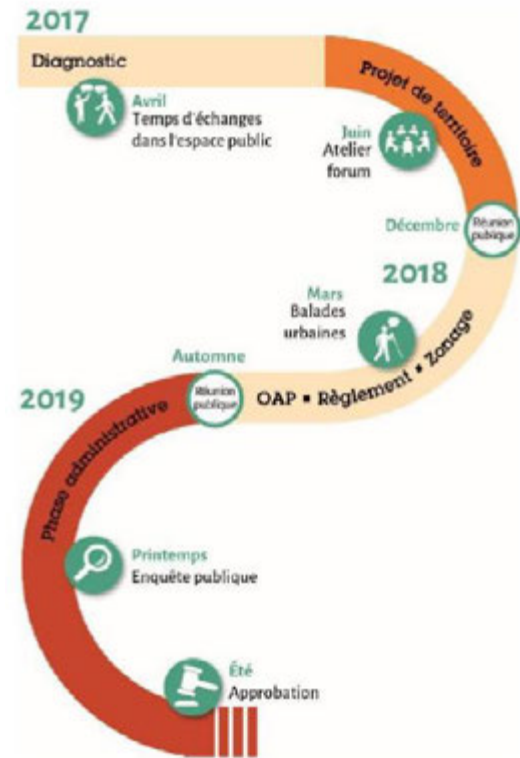 2017
Diagnostic
Avril
Temps d'échanges
dans l'espace public
Projet de territoire
Juin
Atelier
forum
Décembre
Réunion
publique
2018
Mars
Balades
urbaines
OAP ▪ Règlement ▪ Zonage
Automne
Réunion
publique
2019
Phase administrative
Printemps
Enquête publique
Été
Approbation